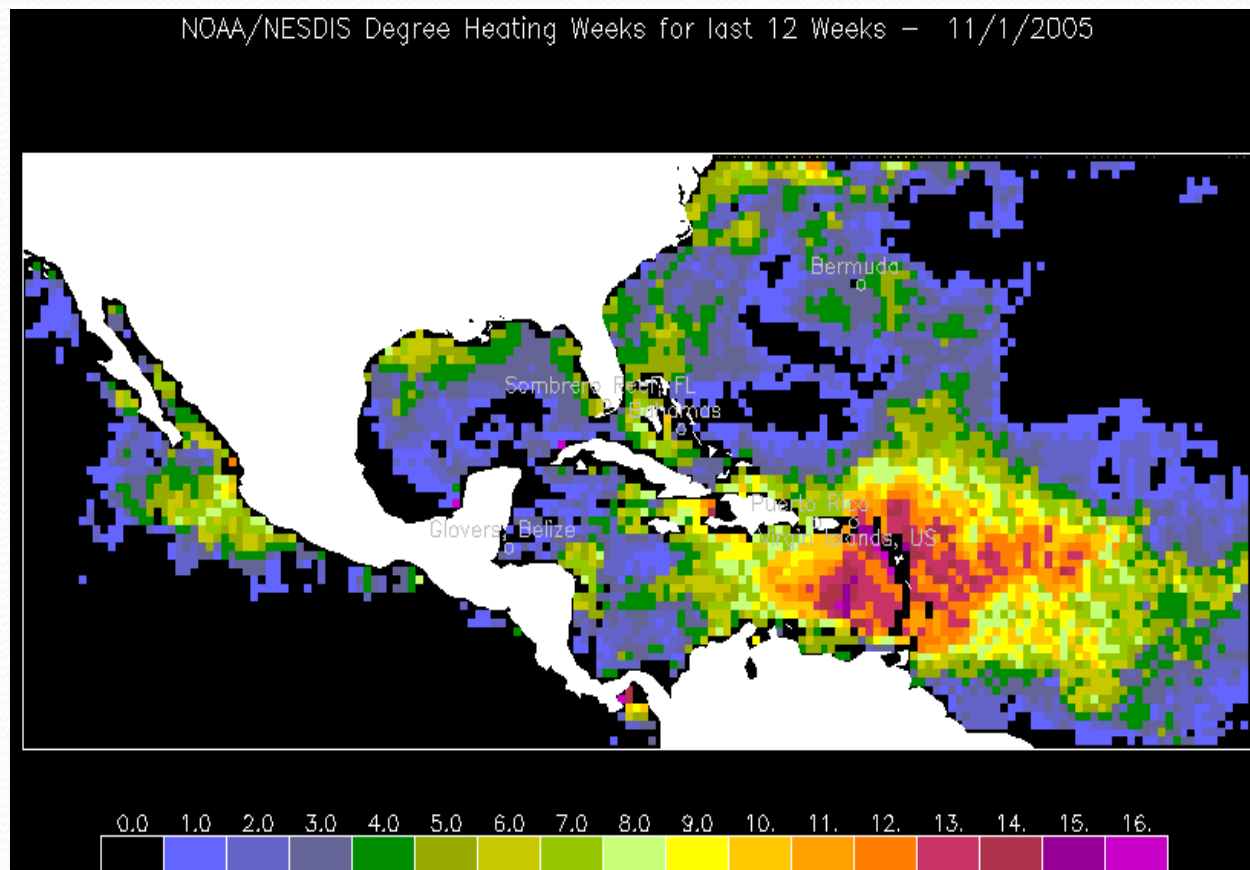 NOAA/NESDIS Degree Heating Weeks for last 12 Weeks – 11/1/2005
Bermuda
Sombrero Reef, FL
Bahamas
Puerto Rico
Glovers, Belize
Virgin Islands, US
0.0 1.0 2.0 3.0 4.0 5.0 6.0 7.0 8.0 9.0 10. 11. 12. 13. 14. 15. 16.